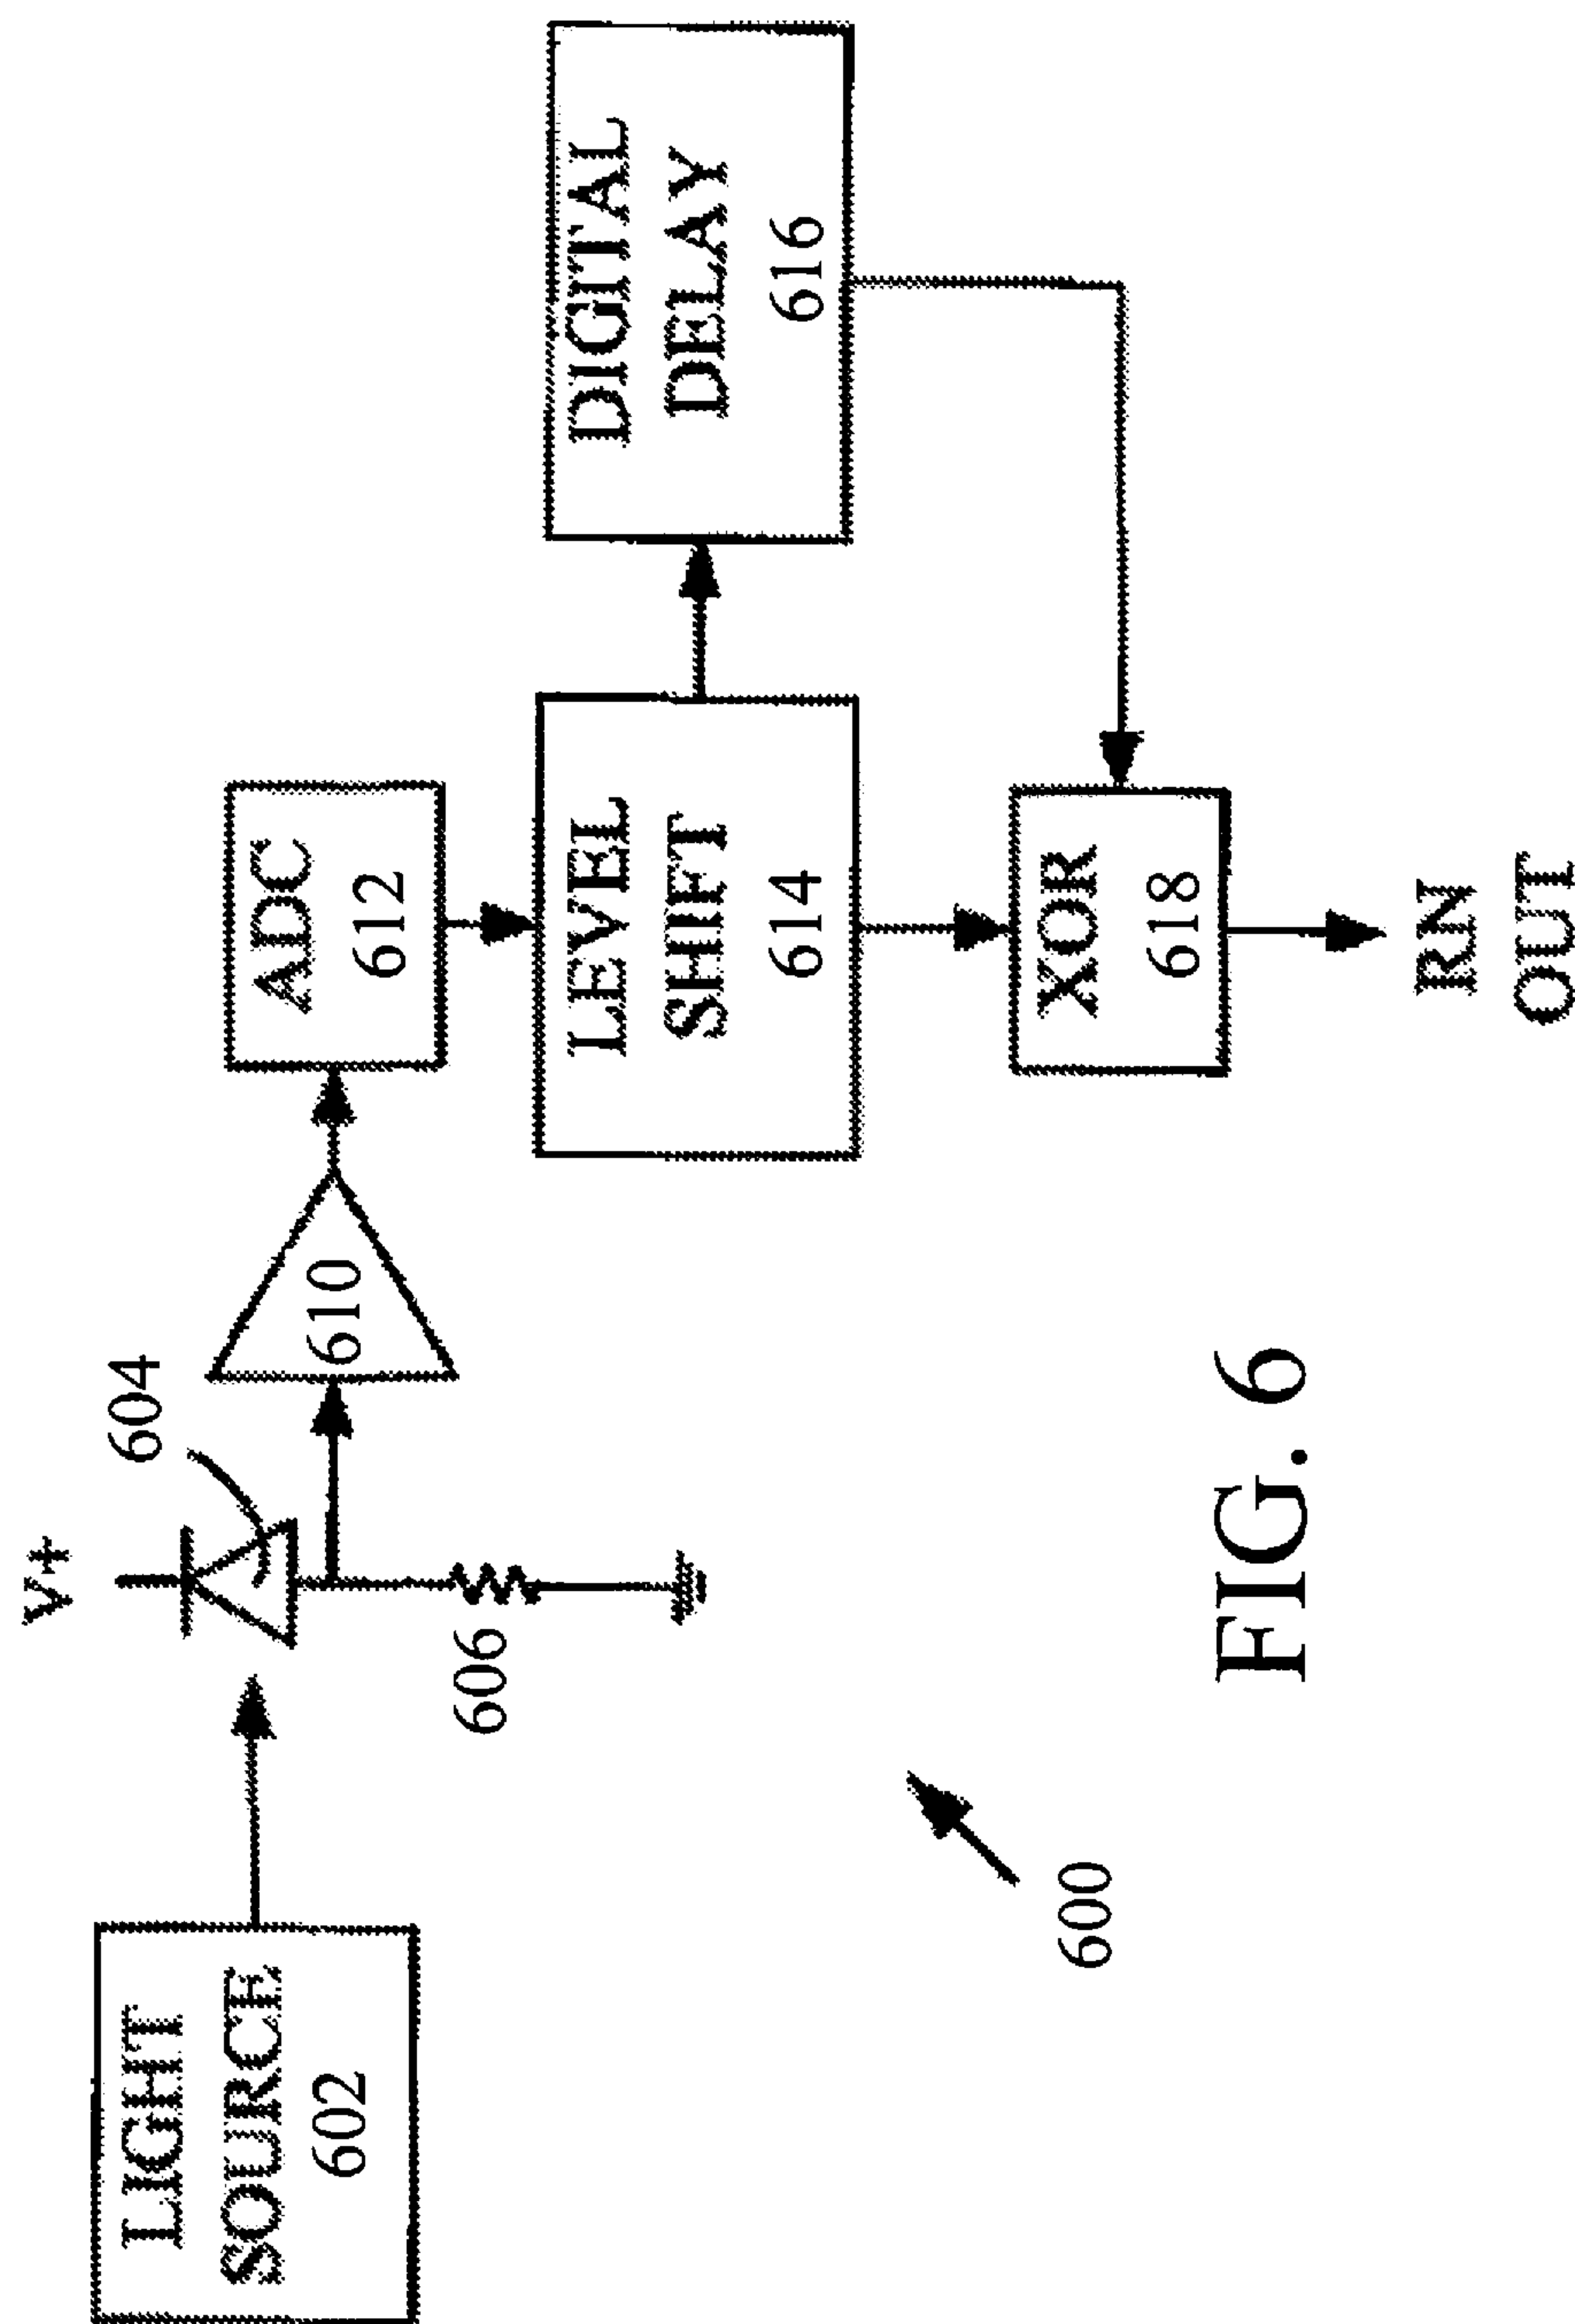 V+
604
LIGHT
SOURCE
602
606
610
ADC
612
LEVEL
SHIFT
614
DIGITAL
DELAY
616
XOR
618
RN
OUT
600
FIG. 6